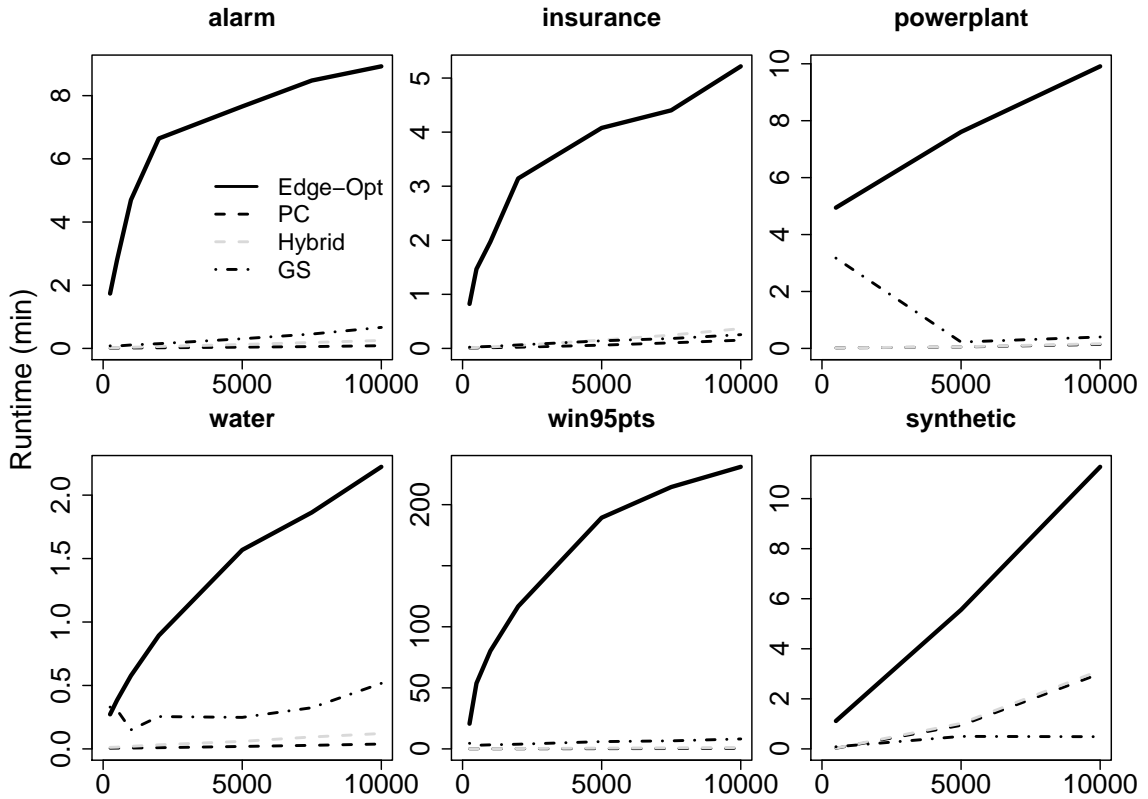 alarm
insurance
powerplant
Runtime (min)
0 2 4 6 8
0 5000 10000
Edge−Opt
PC
Hybrid
GS
0 1 2 3 4 5
0 5000 10000
0 2 4 6 8 10
0 5000 10000
water
win95pts
synthetic
0.0 0.5 1.0 1.5 2.0
0 5000 10000
0 50 100 200
0 5000 10000
0 2 4 6 8 10
0 5000 10000